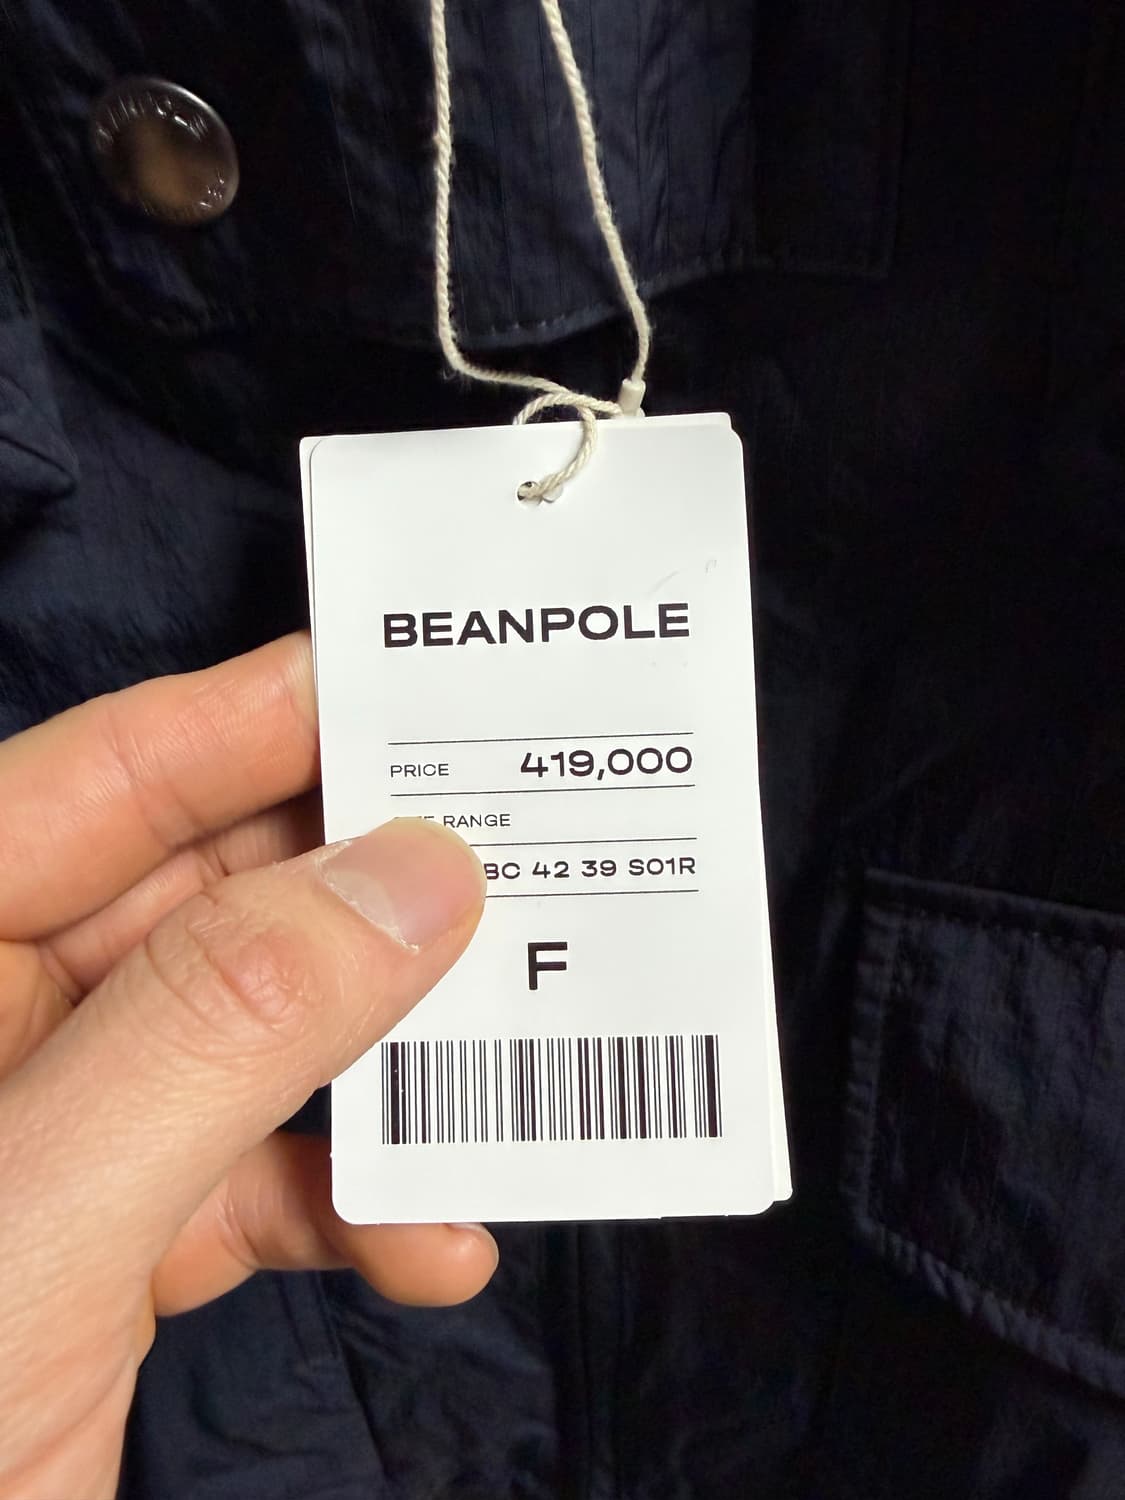 BEANPOLE
PRICE 419,000
RANGE
BC 42 39 S01R
F